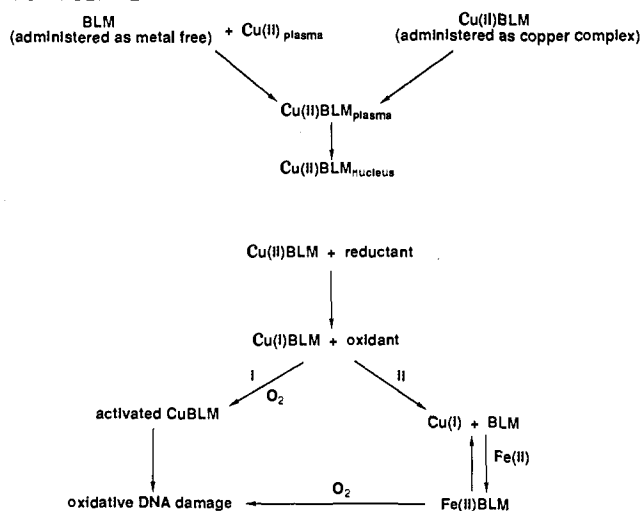 BLM
(administered as metal free)
+ Cu(II) plasma
Cu(II)BLM
(administered as copper complex)
Cu(II)BLMplasma
Cu(II)BLMnucleus
Cu(II)BLM + reductant
Cu(I)BLM + oxidant
I
O2
II
activated CuBLM
Cu(I) + BLM
Fe(II)
oxidative DNA damage
O2
Fe(II)BLM